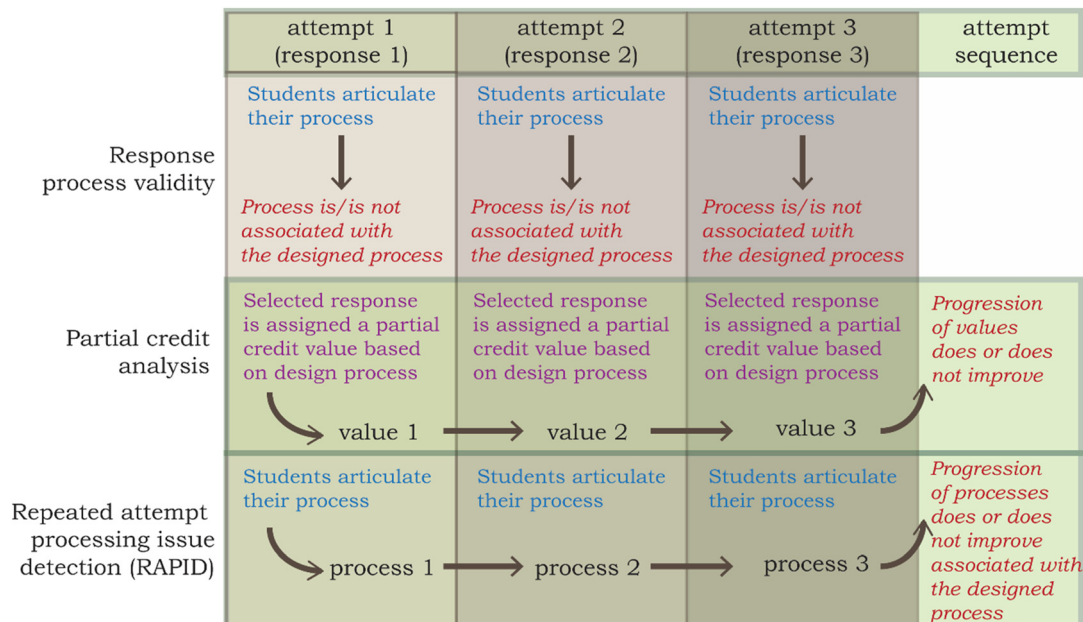 attempt 1
(response 1)
attempt 2
(response 2)
attempt 3
(response 3)
attempt
sequence
Response
process validity
Students articulate
their process
Process is/is not
associated with
the designed process
Students articulate
their process
Process is/is not
associated with
the designed process
Students articulate
their process
Process is/is not
associated with
the designed process
Partial credit
analysis
Selected response
is assigned a partial
credit value based
on design process
value 1
Selected response
is assigned a partial
credit value based
on design process
value 2
Selected response
is assigned a partial
credit value based
on design process
value 3
Progression
of values
does or does
not improve
Repeated attempt
processing issue
detection (RAPID)
Students articulate
their process
process 1
Students articulate
their process
process 2
Students articulate
their process
process 3
Progression
of processes
does or does
not improve
associated with
the designed
process